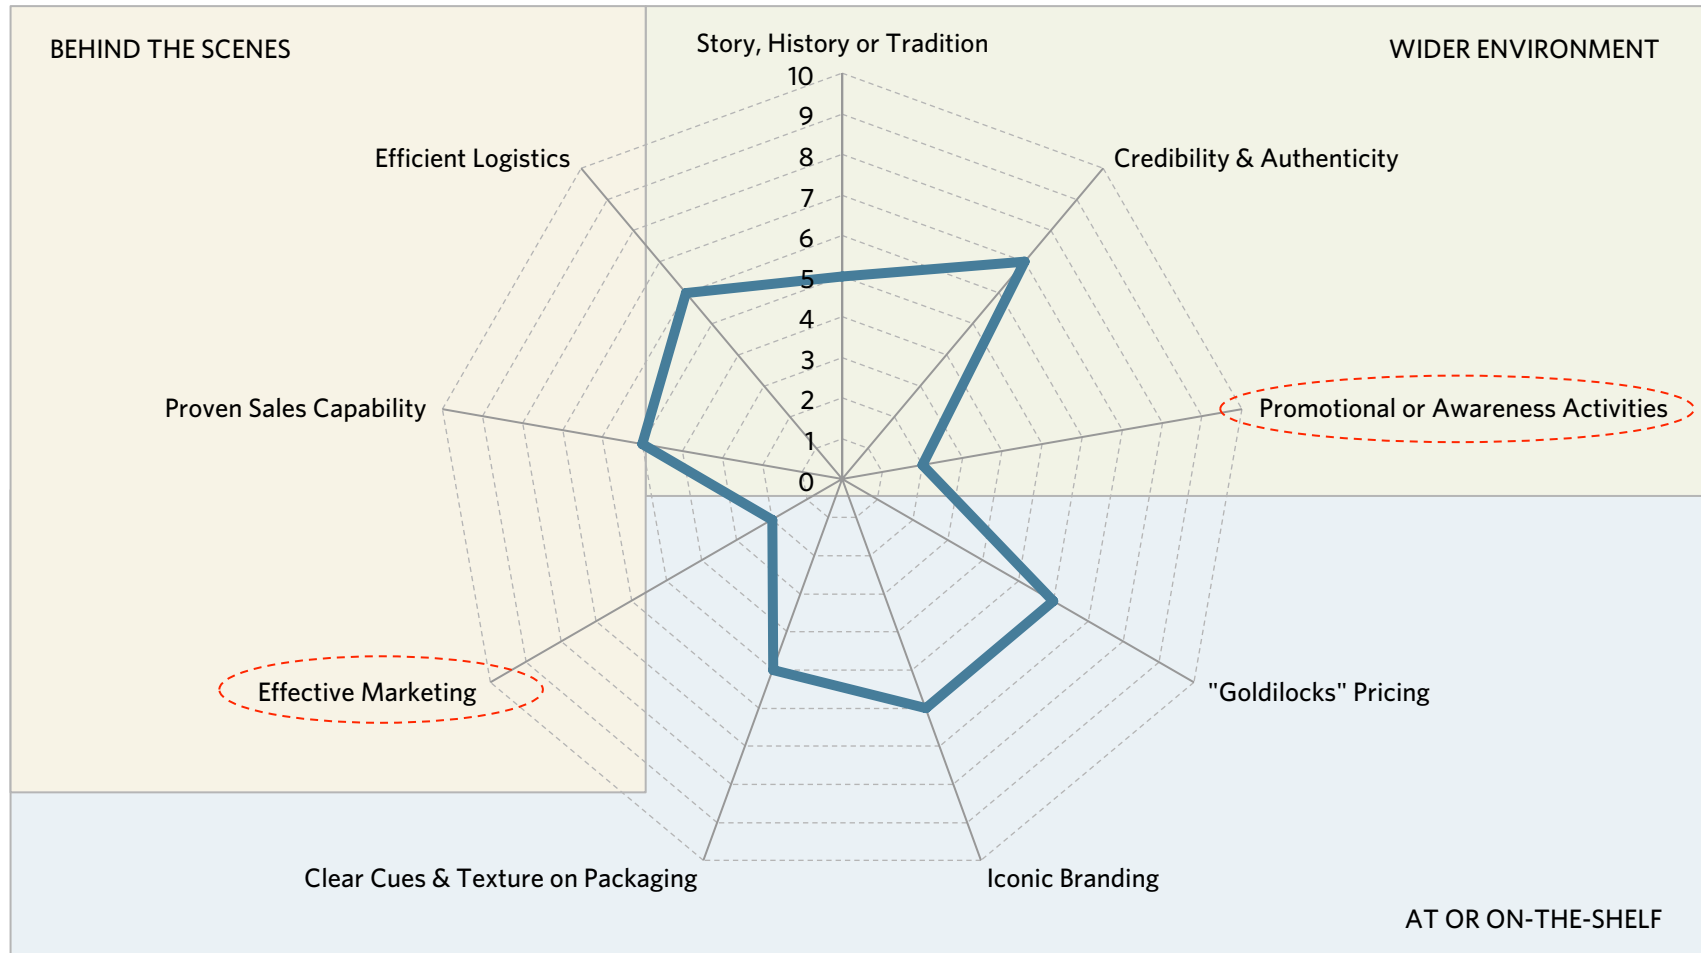 BEHIND THE SCENES
Story, History or Tradition
WIDER ENVIRONMENT
10
9
8
7
6
5
4
3
2
1
0
Efficient Logistics
Credibility & Authenticity
Proven Sales Capability
Promotional or Awareness Activities
Effective Marketing
"Goldilocks" Pricing
Clear Cues & Texture on Packaging
Iconic Branding
AT OR ON-THE-SHELF